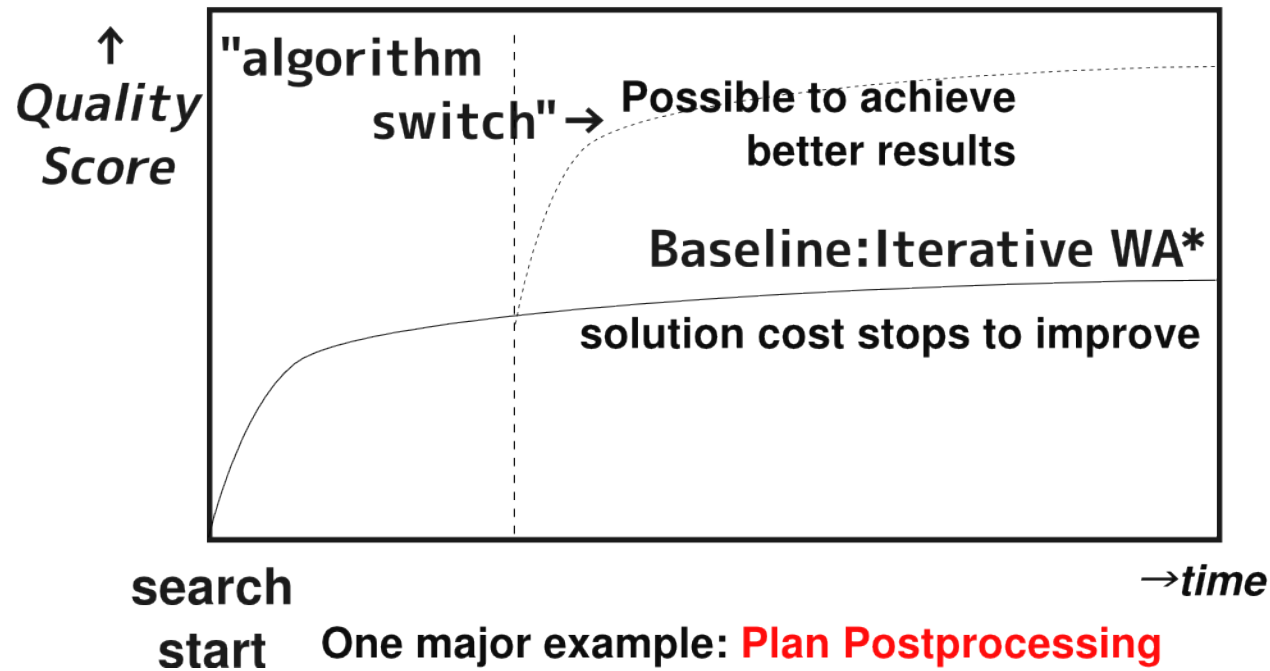 ↑
Quality
Score
"algorithm
switch"→
Possible to achieve
better results
Baseline:Iterative WA*
solution cost stops to improve
→time
search
start
One major example: Plan Postprocessing